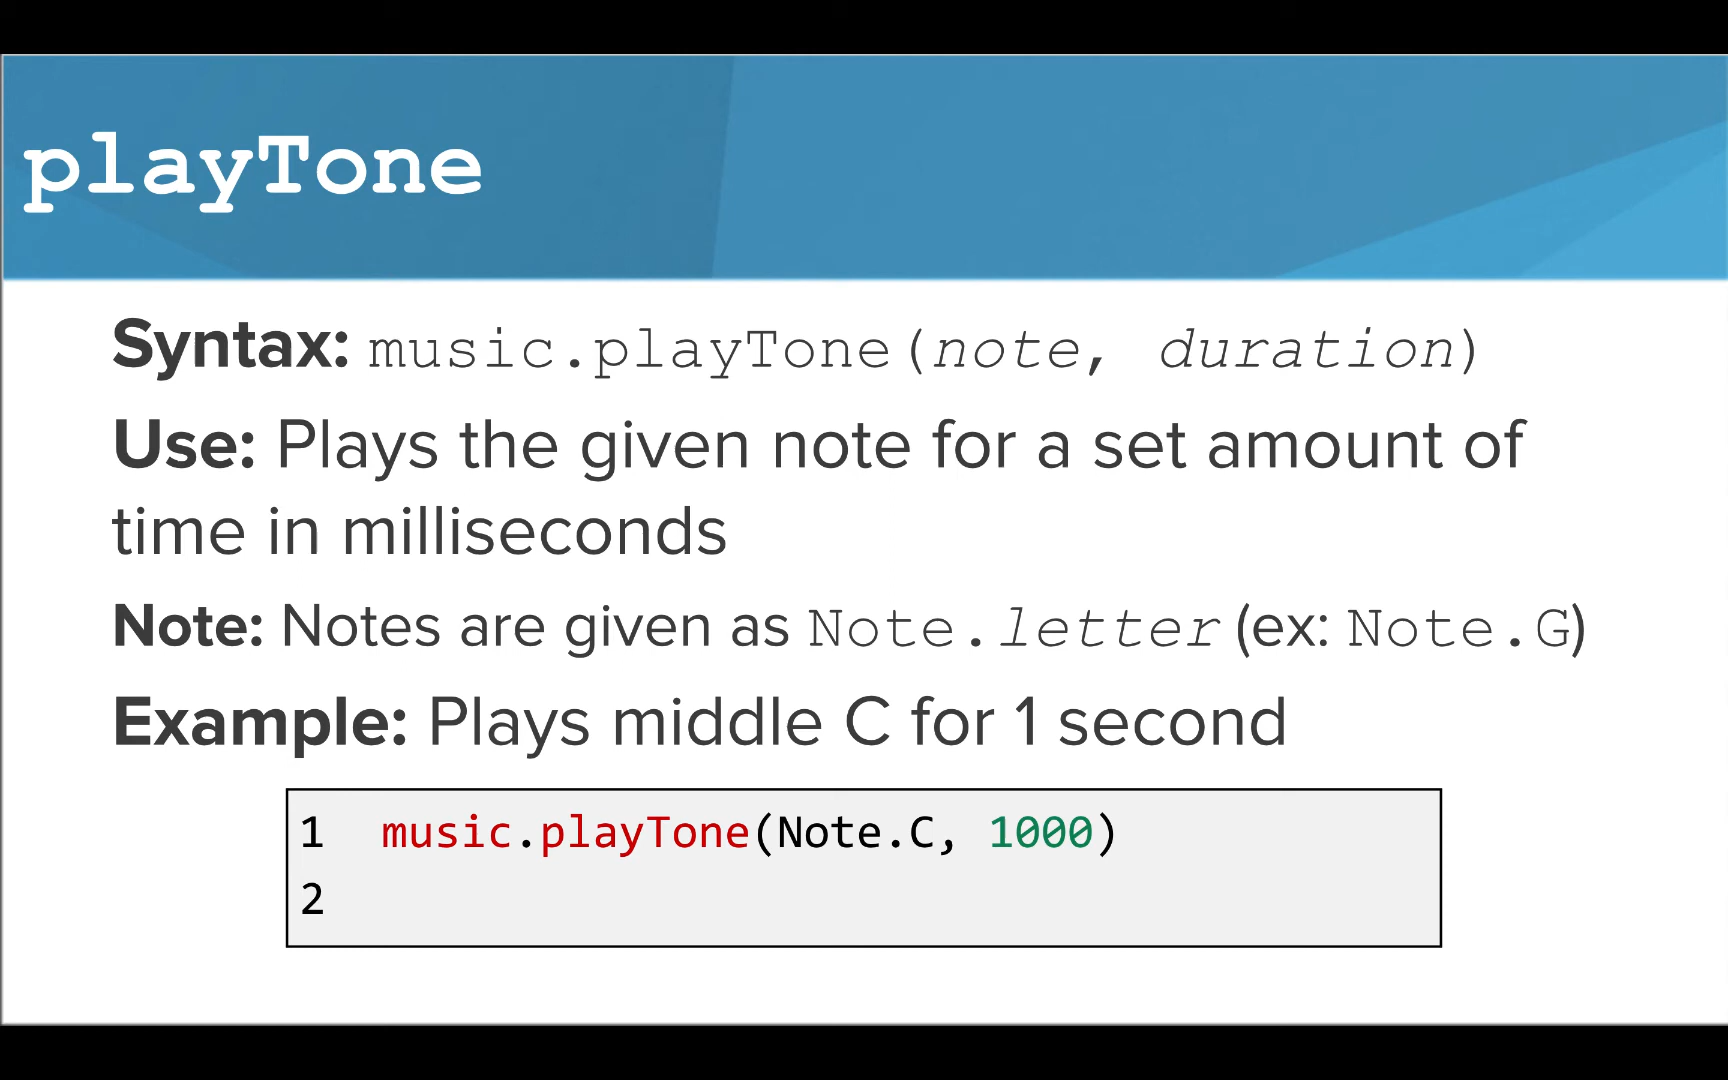 playTone
Syntax: music.playTone(note, duration)
Use: Plays the given note for a set amount of
time in milliseconds
Note: Notes are given as Note.letter (ex: Note.G)
Example: Plays middle C for 1 second
1 music.playTone(Note.C, 1000)
2